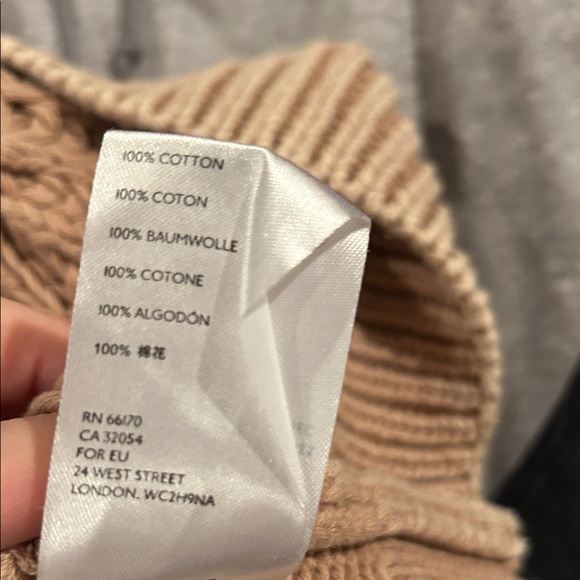 100% COTTON
100% COTON
100% BAUMWOLLE
100% COTONE
100% ALGODÓN
100% 棉花
RN 66170
CA 32054
FOR EU
24 WEST STREET
LONDON, WC2H9NA